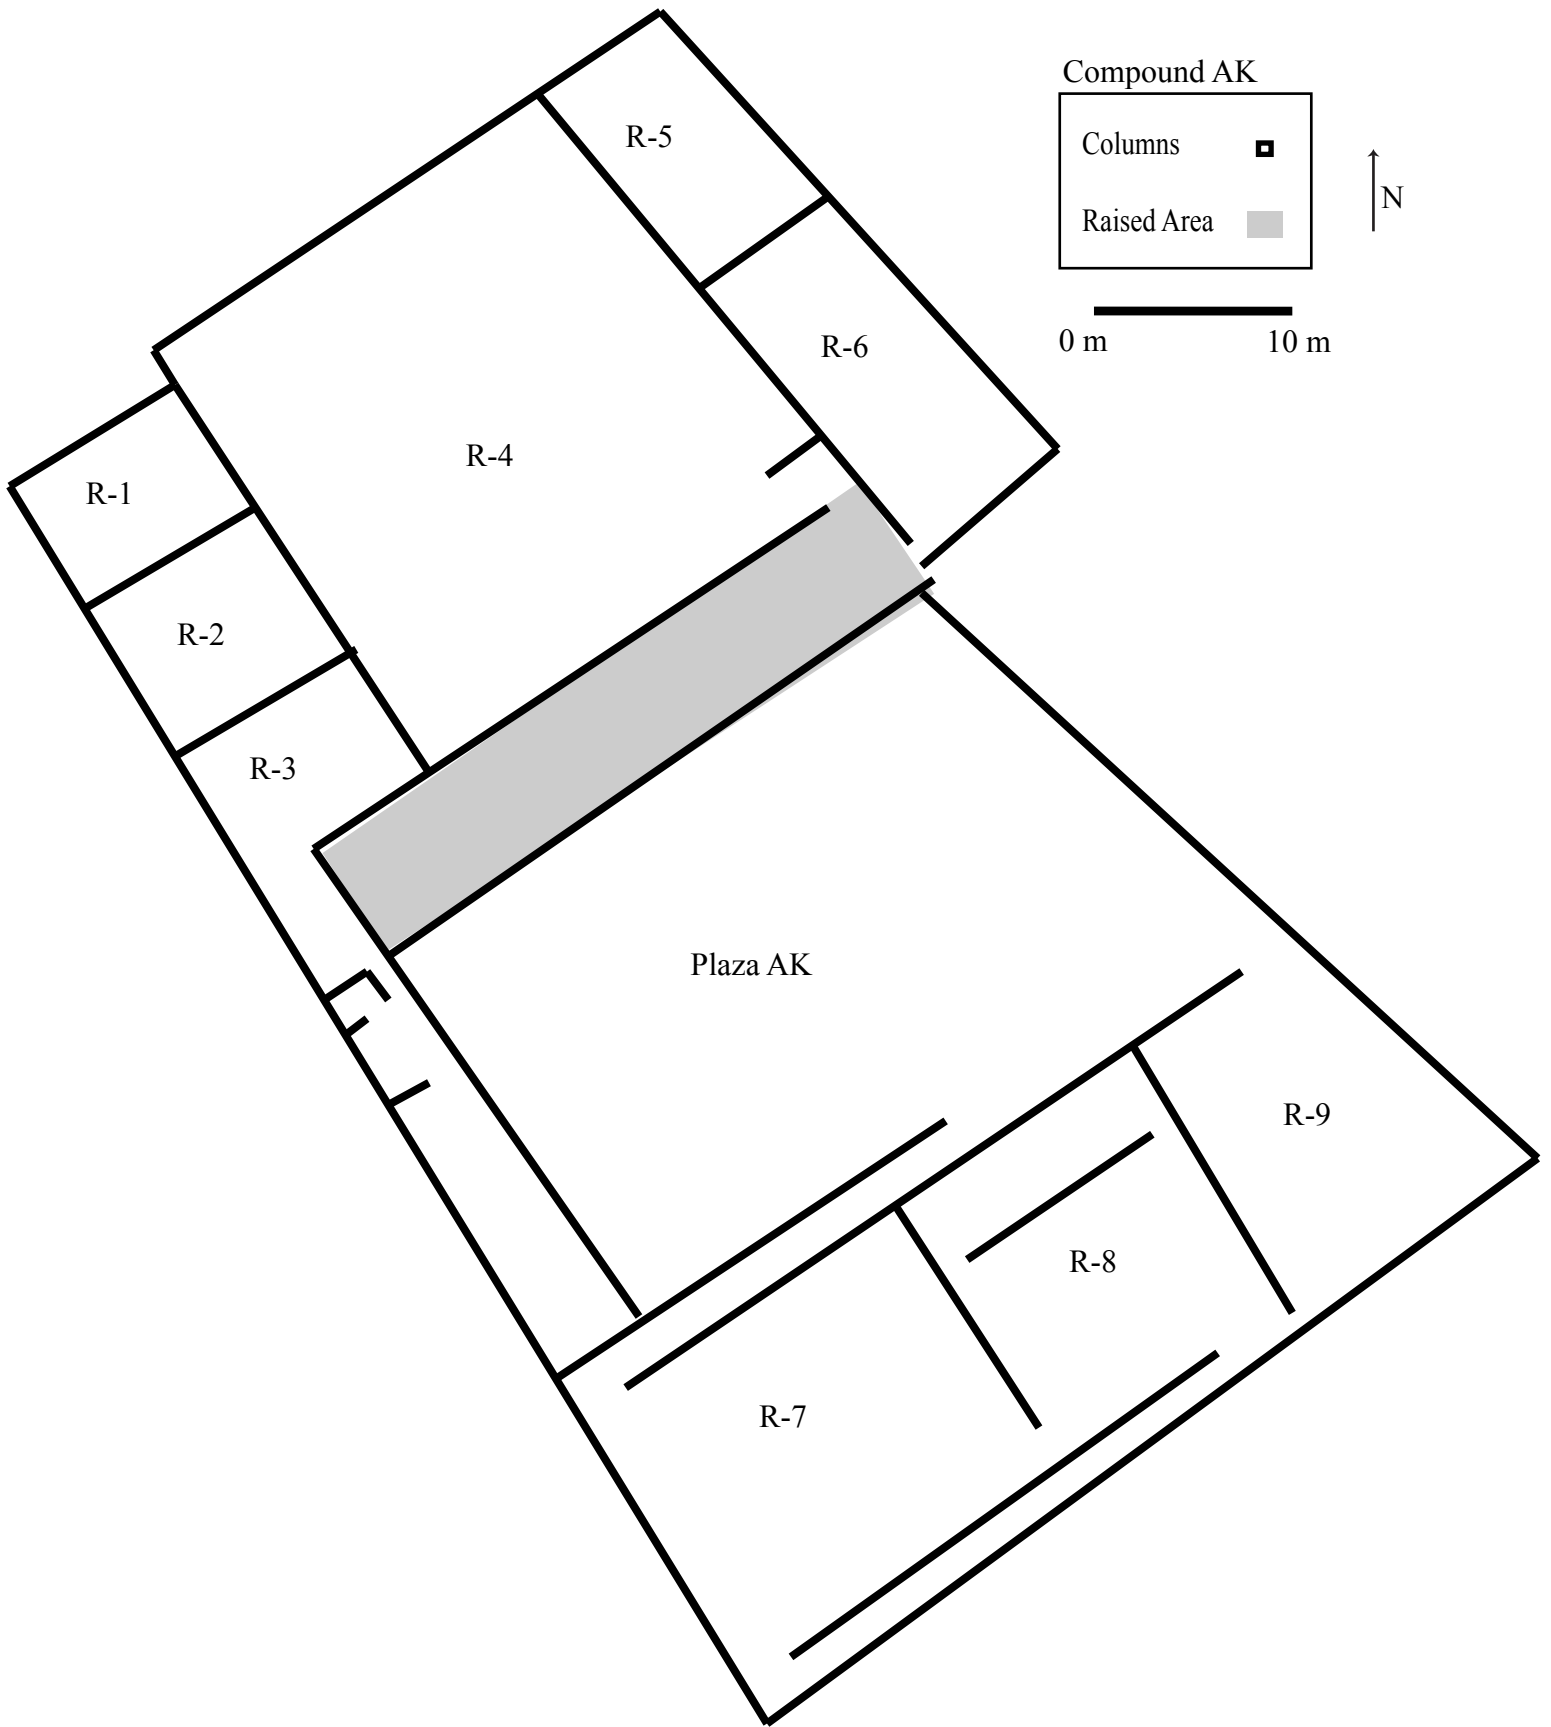 Compound AK
Columns
Raised Area
N
0 m 10 m
R-5
R-6
R-4
R-1
R-2
R-3
Plaza AK
R-9
R-8
R-7